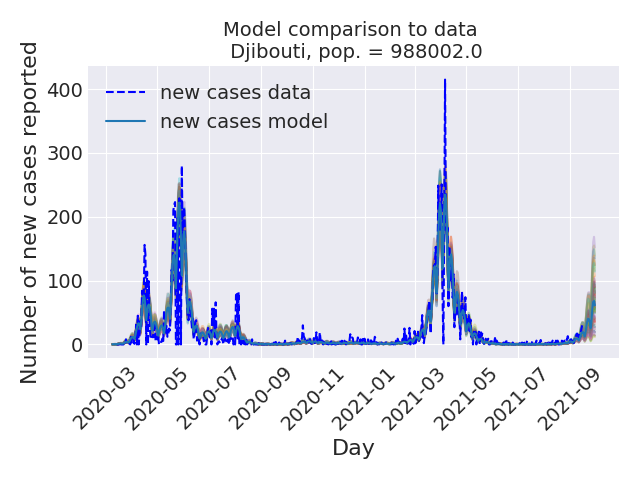 Model comparison to data
Djibouti, pop. = 988002.0
Number of new cases reported
400
300
200
100
0
new cases data
new cases model
2020-03
2020-05
2020-07
2020-09
2020-11
2021-01
2021-03
2021-05
2021-07
2021-09
Day